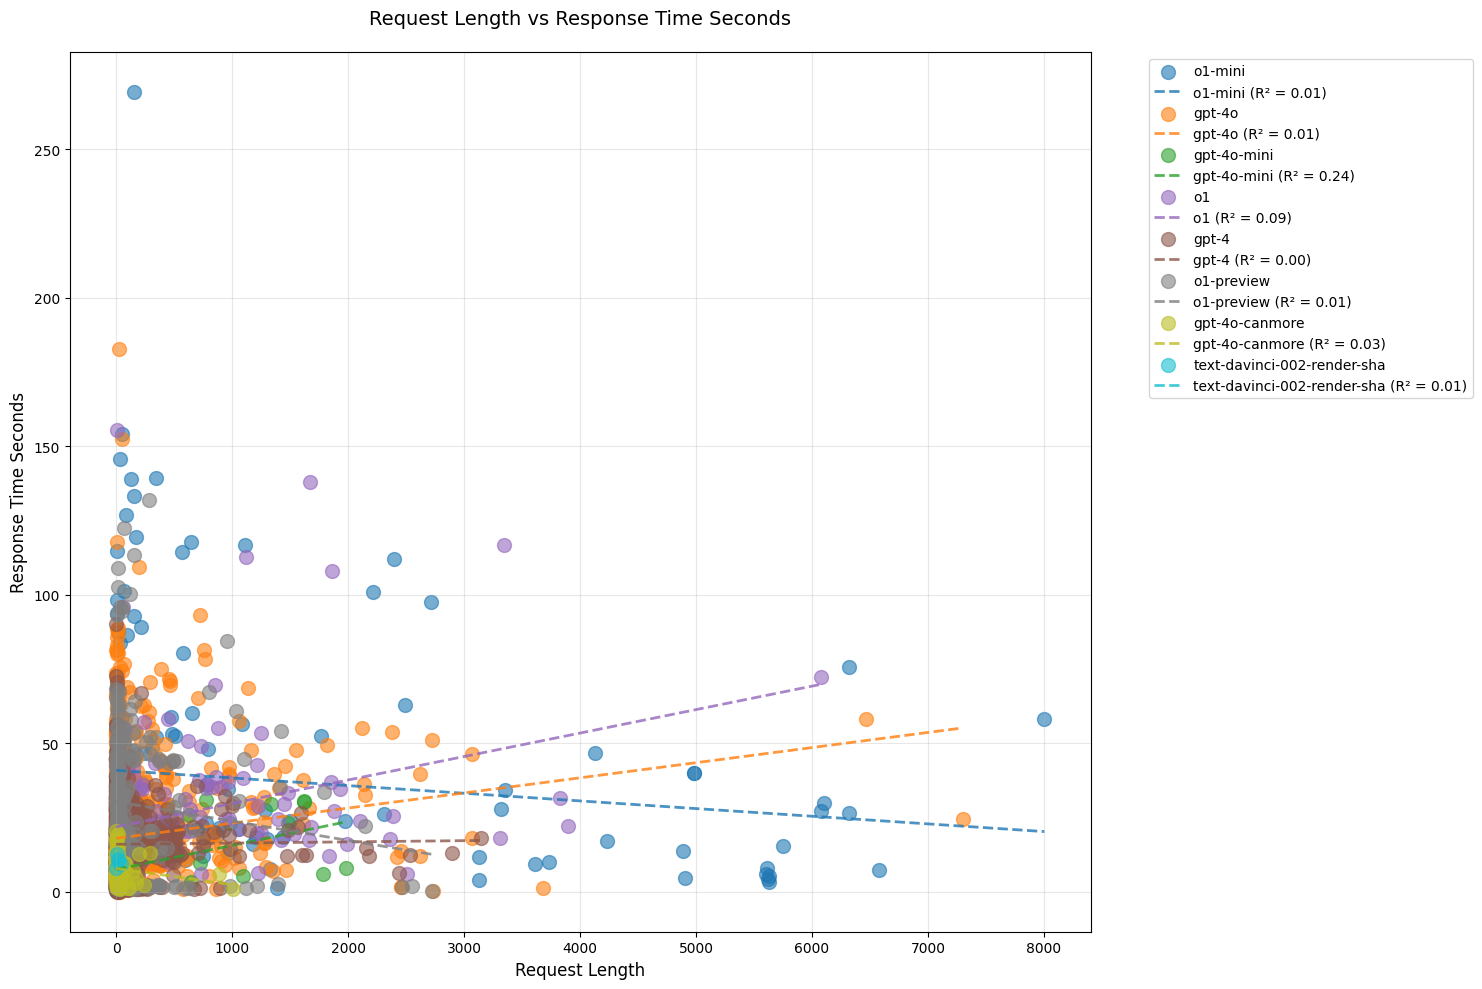 Request Length vs Response Time Seconds
Response Time Seconds
250
200
150
100
50
0
0 1000 2000 3000 4000 5000 6000 7000 8000
Request Length
o1-mini
o1-mini (R² = 0.01)
gpt-4o
gpt-4o (R² = 0.01)
gpt-4o-mini
gpt-4o-mini (R² = 0.24)
o1
o1 (R² = 0.09)
gpt-4
gpt-4 (R² = 0.00)
o1-preview
o1-preview (R² = 0.01)
gpt-4o-canmore
gpt-4o-canmore (R² = 0.03)
text-davinci-002-render-sha
text-davinci-002-render-sha (R² = 0.01)